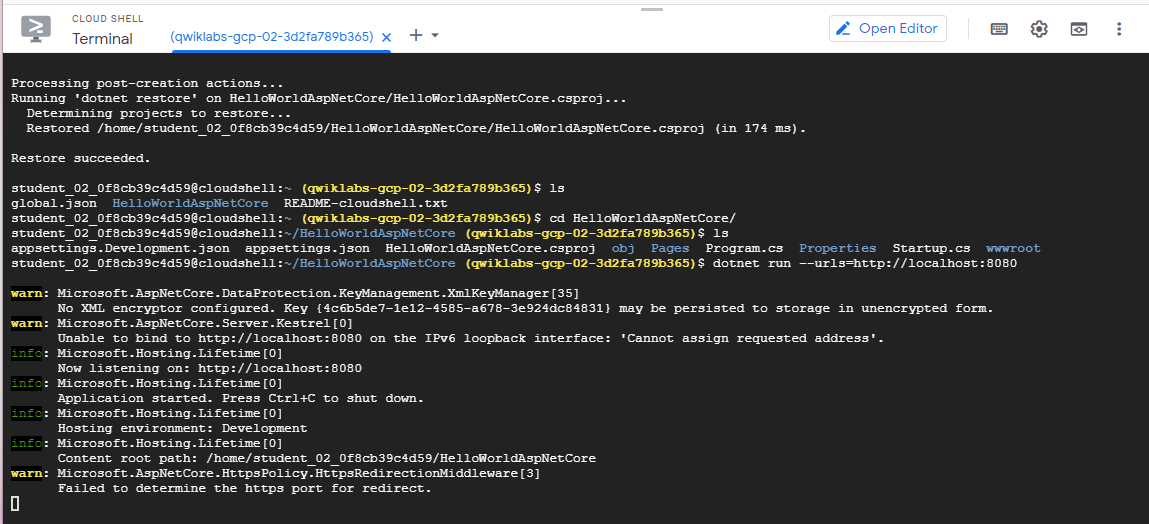 CLOUD SHELL
Terminal
(qwiklabs-gcp-02-3d2fa789b365)
Open Editor
Processing post-creation actions...
Running 'dotnet restore' on HelloWorldAspNetCore/HelloWorldAspNetCore.csproj...
  Determining projects to restore...
  Restored /home/student_02_0f8cb39c4d59/HelloWorldAspNetCore/HelloWorldAspNetCore.csproj (in 174 ms).
Restore succeeded.
student_02_0f8cb39c4d59@cloudshell:~ (qwiklabs-gcp-02-3d2fa789b365)$ ls
global.json  HelloWorldAspNetCore  README-cloudshell.txt
student_02_0f8cb39c4d59@cloudshell:~ (qwiklabs-gcp-02-3d2fa789b365)$ cd HelloWorldAspNetCore/
student_02_0f8cb39c4d59@cloudshell:~/HelloWorldAspNetCore (qwiklabs-gcp-02-3d2fa789b365)$ ls
appsettings.Development.json  appsettings.json  HelloWorldAspNetCore.csproj  obj  Pages  Program.cs  Properties  Startup.cs  wwwroot
student_02_0f8cb39c4d59@cloudshell:~/HelloWorldAspNetCore (qwiklabs-gcp-02-3d2fa789b365)$ dotnet run --urls=http://localhost:8080
warn: Microsoft.AspNetCore.DataProtection.KeyManagement.XmlKeyManager[35]
      No XML encryptor configured. Key {4c6b5de7-1e12-4585-a678-3e924dc84831} may be persisted to storage in unencrypted form.
warn: Microsoft.AspNetCore.Server.Kestrel[0]
      Unable to bind to http://localhost:8080 on the IPv6 loopback interface: 'Cannot assign requested address'.
info: Microsoft.Hosting.Lifetime[0]
      Now listening on: http://localhost:8080
info: Microsoft.Hosting.Lifetime[0]
      Application started. Press Ctrl+C to shut down.
info: Microsoft.Hosting.Lifetime[0]
      Hosting environment: Development
info: Microsoft.Hosting.Lifetime[0]
      Content root path: /home/student_02_0f8cb39c4d59/HelloWorldAspNetCore
warn: Microsoft.AspNetCore.HttpsPolicy.HttpsRedirectionMiddleware[3]
      Failed to determine the https port for redirect.